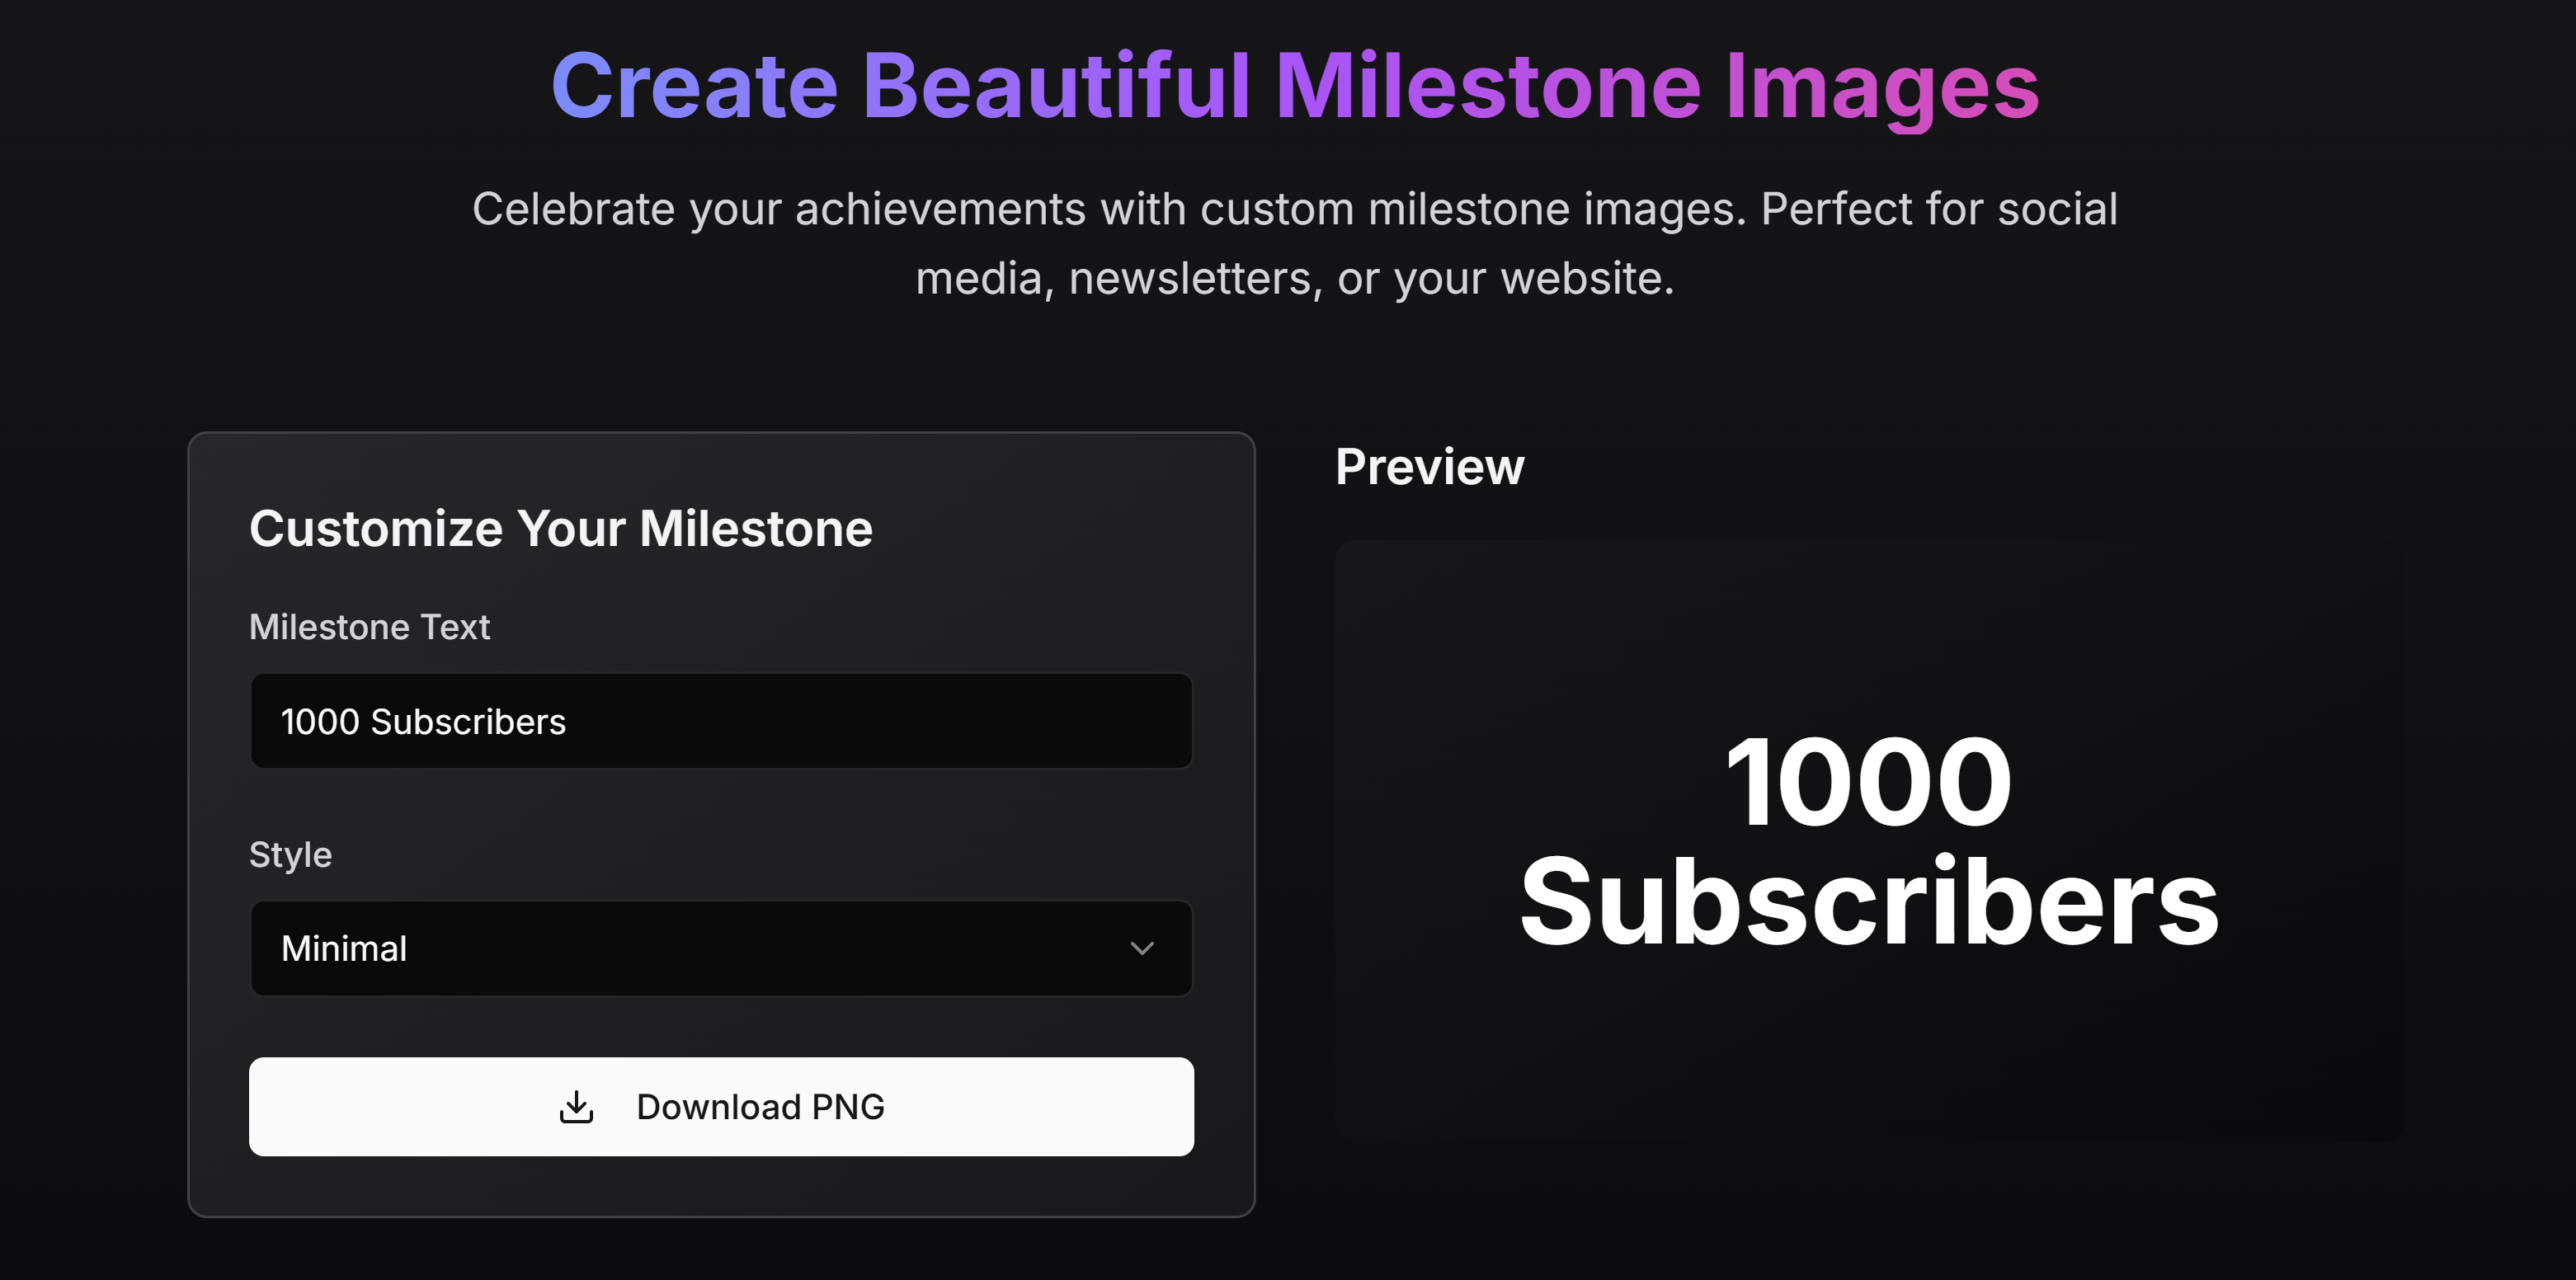 Create Beautiful Milestone Images
Celebrate your achievements with custom milestone images. Perfect for social
media, newsletters, or your website.
Customize Your Milestone
Milestone Text
1000 Subscribers
Style
Minimal
Download PNG
Preview
1000
Subscribers